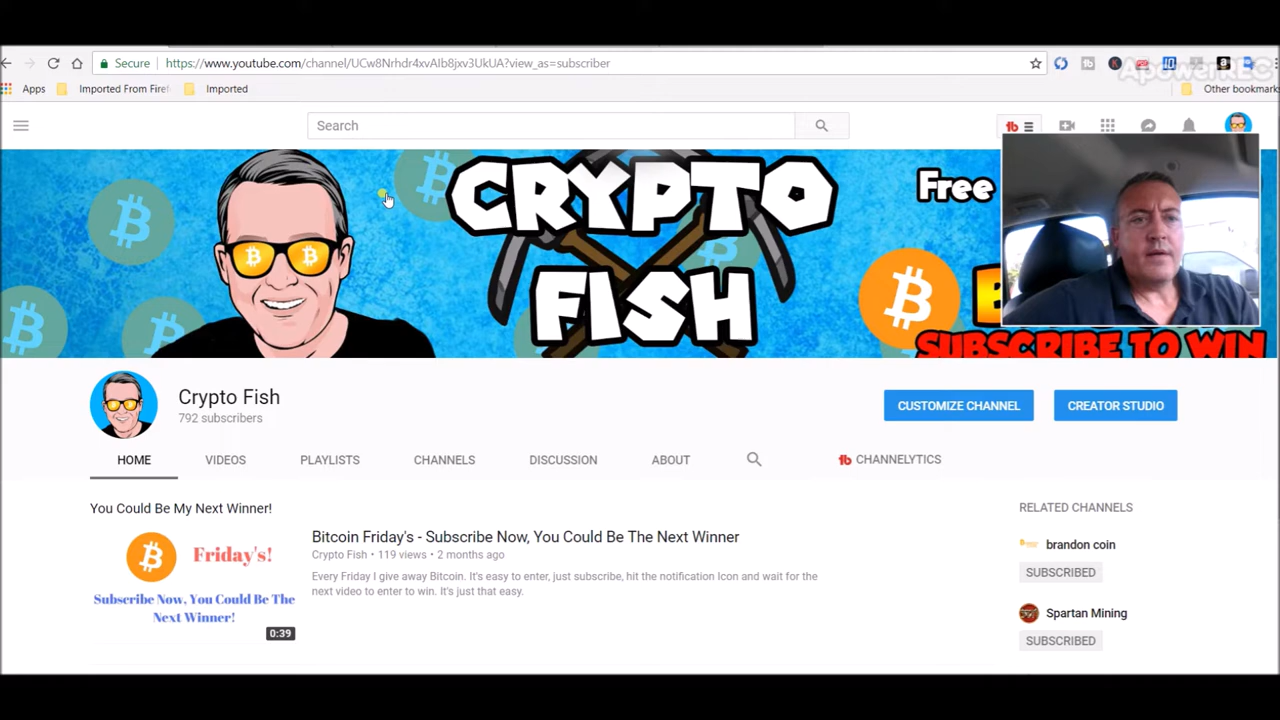 Secure
https://www.youtube.com/channel/UCw8Nrhdr4xvAIb8jxv3UkUA?view_as=subscriber
ApowerREC
Apps
Imported From Firef
Imported
Other bookmarks
Search
CRYPTO
FISH
Free
SUBSCRIBE TO WIN
Crypto Fish
792 subscribers
CUSTOMIZE CHANNEL
CREATOR STUDIO
HOME
VIDEOS
PLAYLISTS
CHANNELS
DISCUSSION
ABOUT
CHANNELYTICS
You Could Be My Next Winner!
Friday's!
Subscribe Now, You Could Be The
Next Winner!
0:39
Bitcoin Friday's - Subscribe Now, You Could Be The Next Winner
Crypto Fish • 119 views • 2 months ago
Every Friday I give away Bitcoin. It's easy to enter, just subscribe, hit the notification Icon and wait for the
next video to enter to win. It's just that easy.
RELATED CHANNELS
brandon coin
SUBSCRIBED
Spartan Mining
SUBSCRIBED